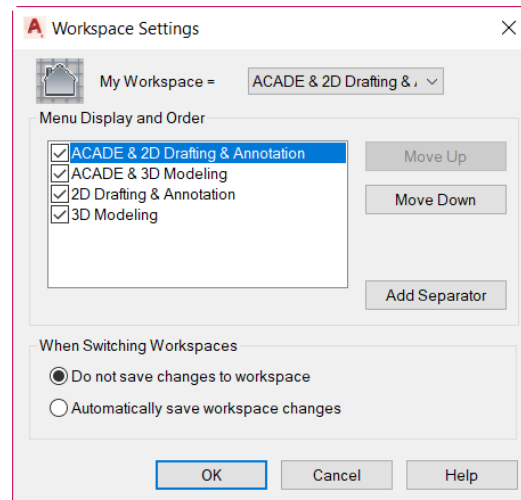 Workspace Settings
My Workspace =
ACADE & 2D Drafting &
Menu Display and Order
ACADE & 2D Drafting & Annotation
ACADE & 3D Modeling
2D Drafting & Annotation
3D Modeling
Move Up
Move Down
Add Separator
When Switching Workspaces
Do not save changes to workspace
Automatically save workspace changes
OK Cancel Help